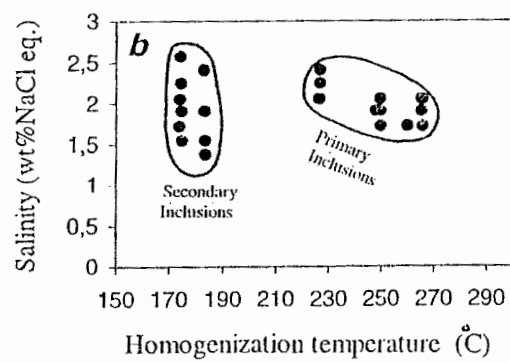 b
Salinity (wt%NaCl eq.)
3
2,5
2
1,5
1
0,5
0
Secondary
Inclusions
Primary
Inclusions
150 170 190 210 230 250 270 290
Homogenization temperature (°C)